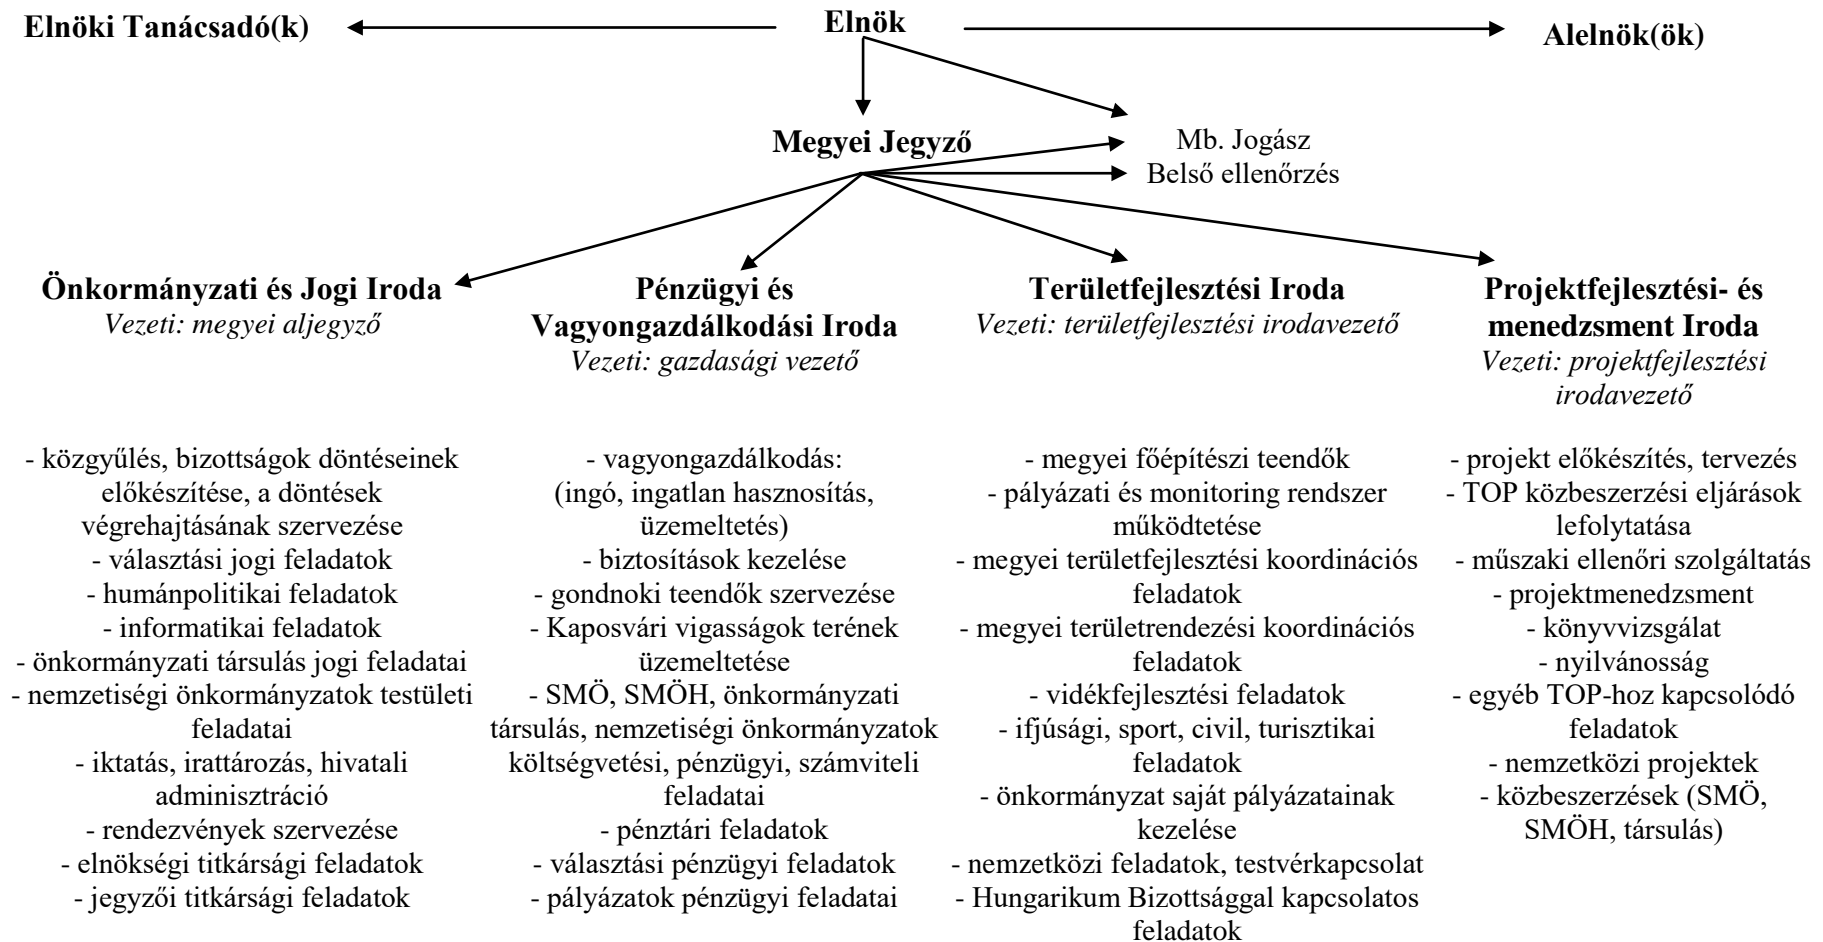 Elnöki Tanácsadó(k)
Elnök
Alelnök(ök)
Megyei Jegyző
Mb. Jogász
Belső ellenőrzés
Önkormányzati és Jogi Iroda
Vezeti: megyei aljegyző
- közgyűlés, bizottságok döntéseinek
előkészítése, a döntések
végrehajtásának szervezése
- választási jogi feladatok
- humánpolitikai feladatok
- informatikai feladatok
- önkormányzati társulás jogi feladatai
- nemzetiségi önkormányzatok testületi
feladatai
- iktatás, irattározás, hivatali
adminisztráció
- rendezvények szervezése
- elnökségi titkársági feladatok
- jegyzői titkársági feladatok
Pénzügyi és
Vagyongazdálkodási Iroda
Vezeti: gazdasági vezető
- vagyongazdálkodás:
(ingó, ingatlan hasznosítás,
üzemeltetés)
- biztosítások kezelése
- gondnoki teendők szervezése
- Kaposvári vigasságok terének
üzemeltetése
- SMÖ, SMÖH, önkormányzati
társulás, nemzetiségi önkormányzatok
költségvetési, pénzügyi, számviteli
feladatai
- pénztári feladatok
- választási pénzügyi feladatok
- pályázatok pénzügyi feladatai
Területfejlesztési Iroda
Vezeti: területfejlesztési irodavezető
- megyei főépítészi teendők
- pályázati és monitoring rendszer
működtetése
- megyei területfejlesztési koordinációs
feladatok
- megyei területrendezési koordinációs
feladatok
- vidékfejlesztési feladatok
- ifjúsági, sport, civil, turisztikai
feladatok
- önkormányzat saját pályázatainak
kezelése
- nemzetközi feladatok, testvérkapcsolat
- Hungarikum Bizottsággal kapcsolatos
feladatok
Projektfejlesztési- és
menedzsment Iroda
Vezeti: projektfejlesztési
irodavezető
- projekt előkészítés, tervezés
- TOP közbeszerzési eljárások
lefolytatása
- műszaki ellenőri szolgáltatás
- projektmenedzsment
- könyvvizsgálat
- nyilvánosság
- egyéb TOP-hoz kapcsolódó
feladatok
- nemzetközi projektek
- közbeszerzések (SMÖ,
SMÖH, társulás)